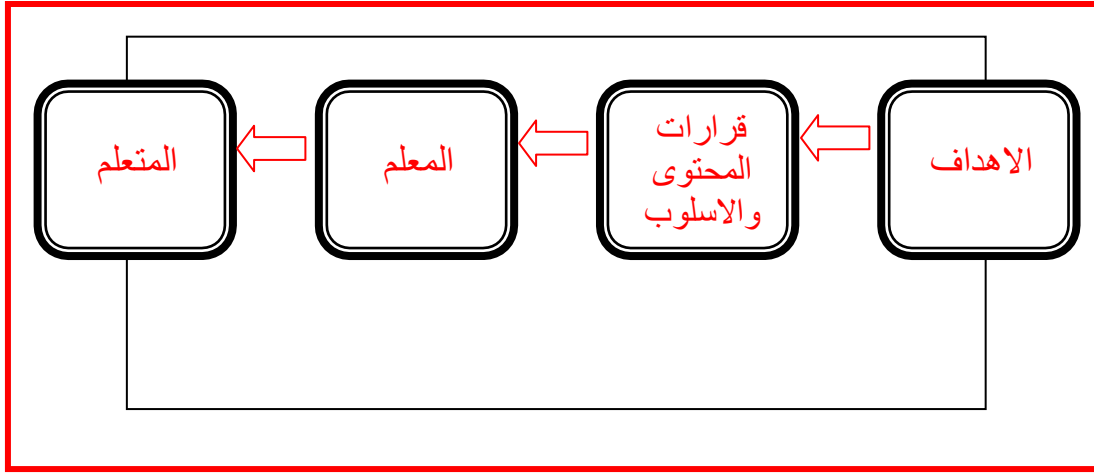 الاهداف
قرارات
المحتوى
والاسلوب
المعلم
المتعلم